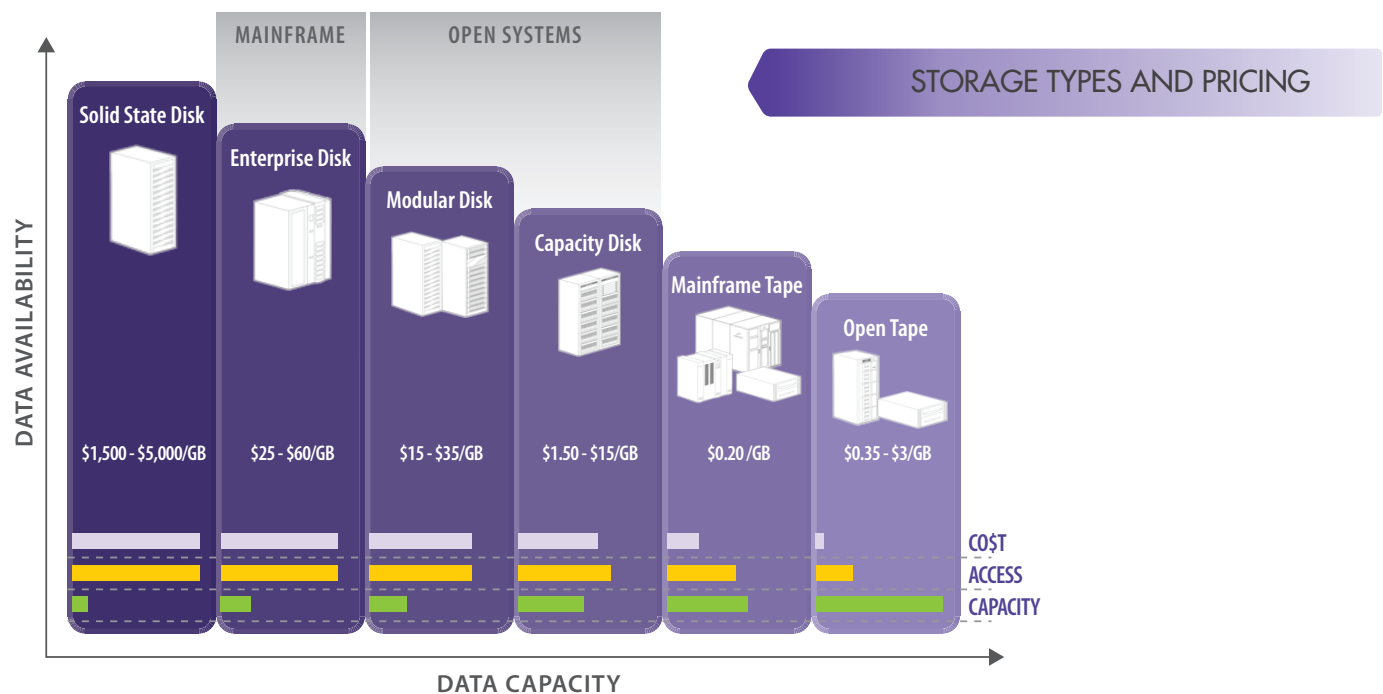 MAINFRAME
OPEN SYSTEMS
STORAGE TYPES AND PRICING
Solid State Disk
Enterprise Disk
Modular Disk
Capacity Disk
Mainframe Tape
Open Tape
DATA AVAILABILITY
$1,500 - $5,000/GB
$25 - $60/GB
$15 - $35/GB
$1.50 - $15/GB
$0.20 /GB
$0.35 - $3/GB
CO$T
ACCESS
CAPACITY
DATA CAPACITY